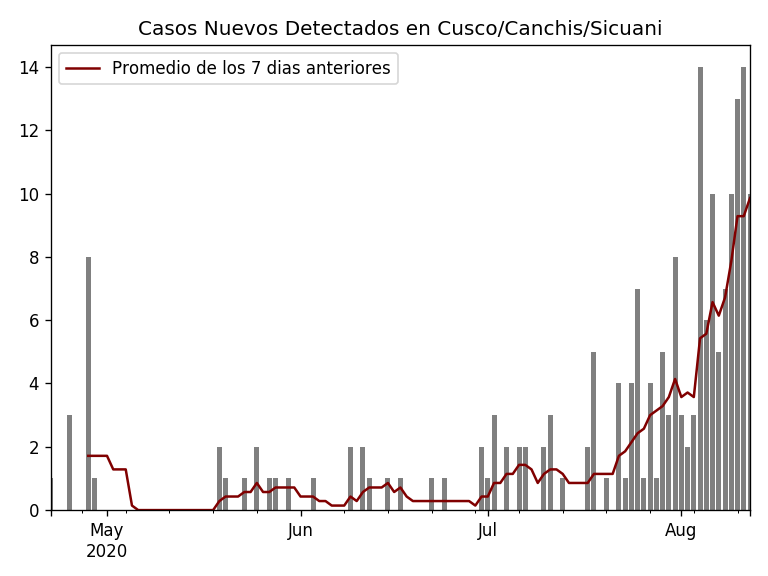 Casos Nuevos Detectados en Cusco/Canchis/Sicuani
Promedio de los 7 dias anteriores
14
12
10
8
6
4
2
0
May
2020
Jun
Jul
Aug